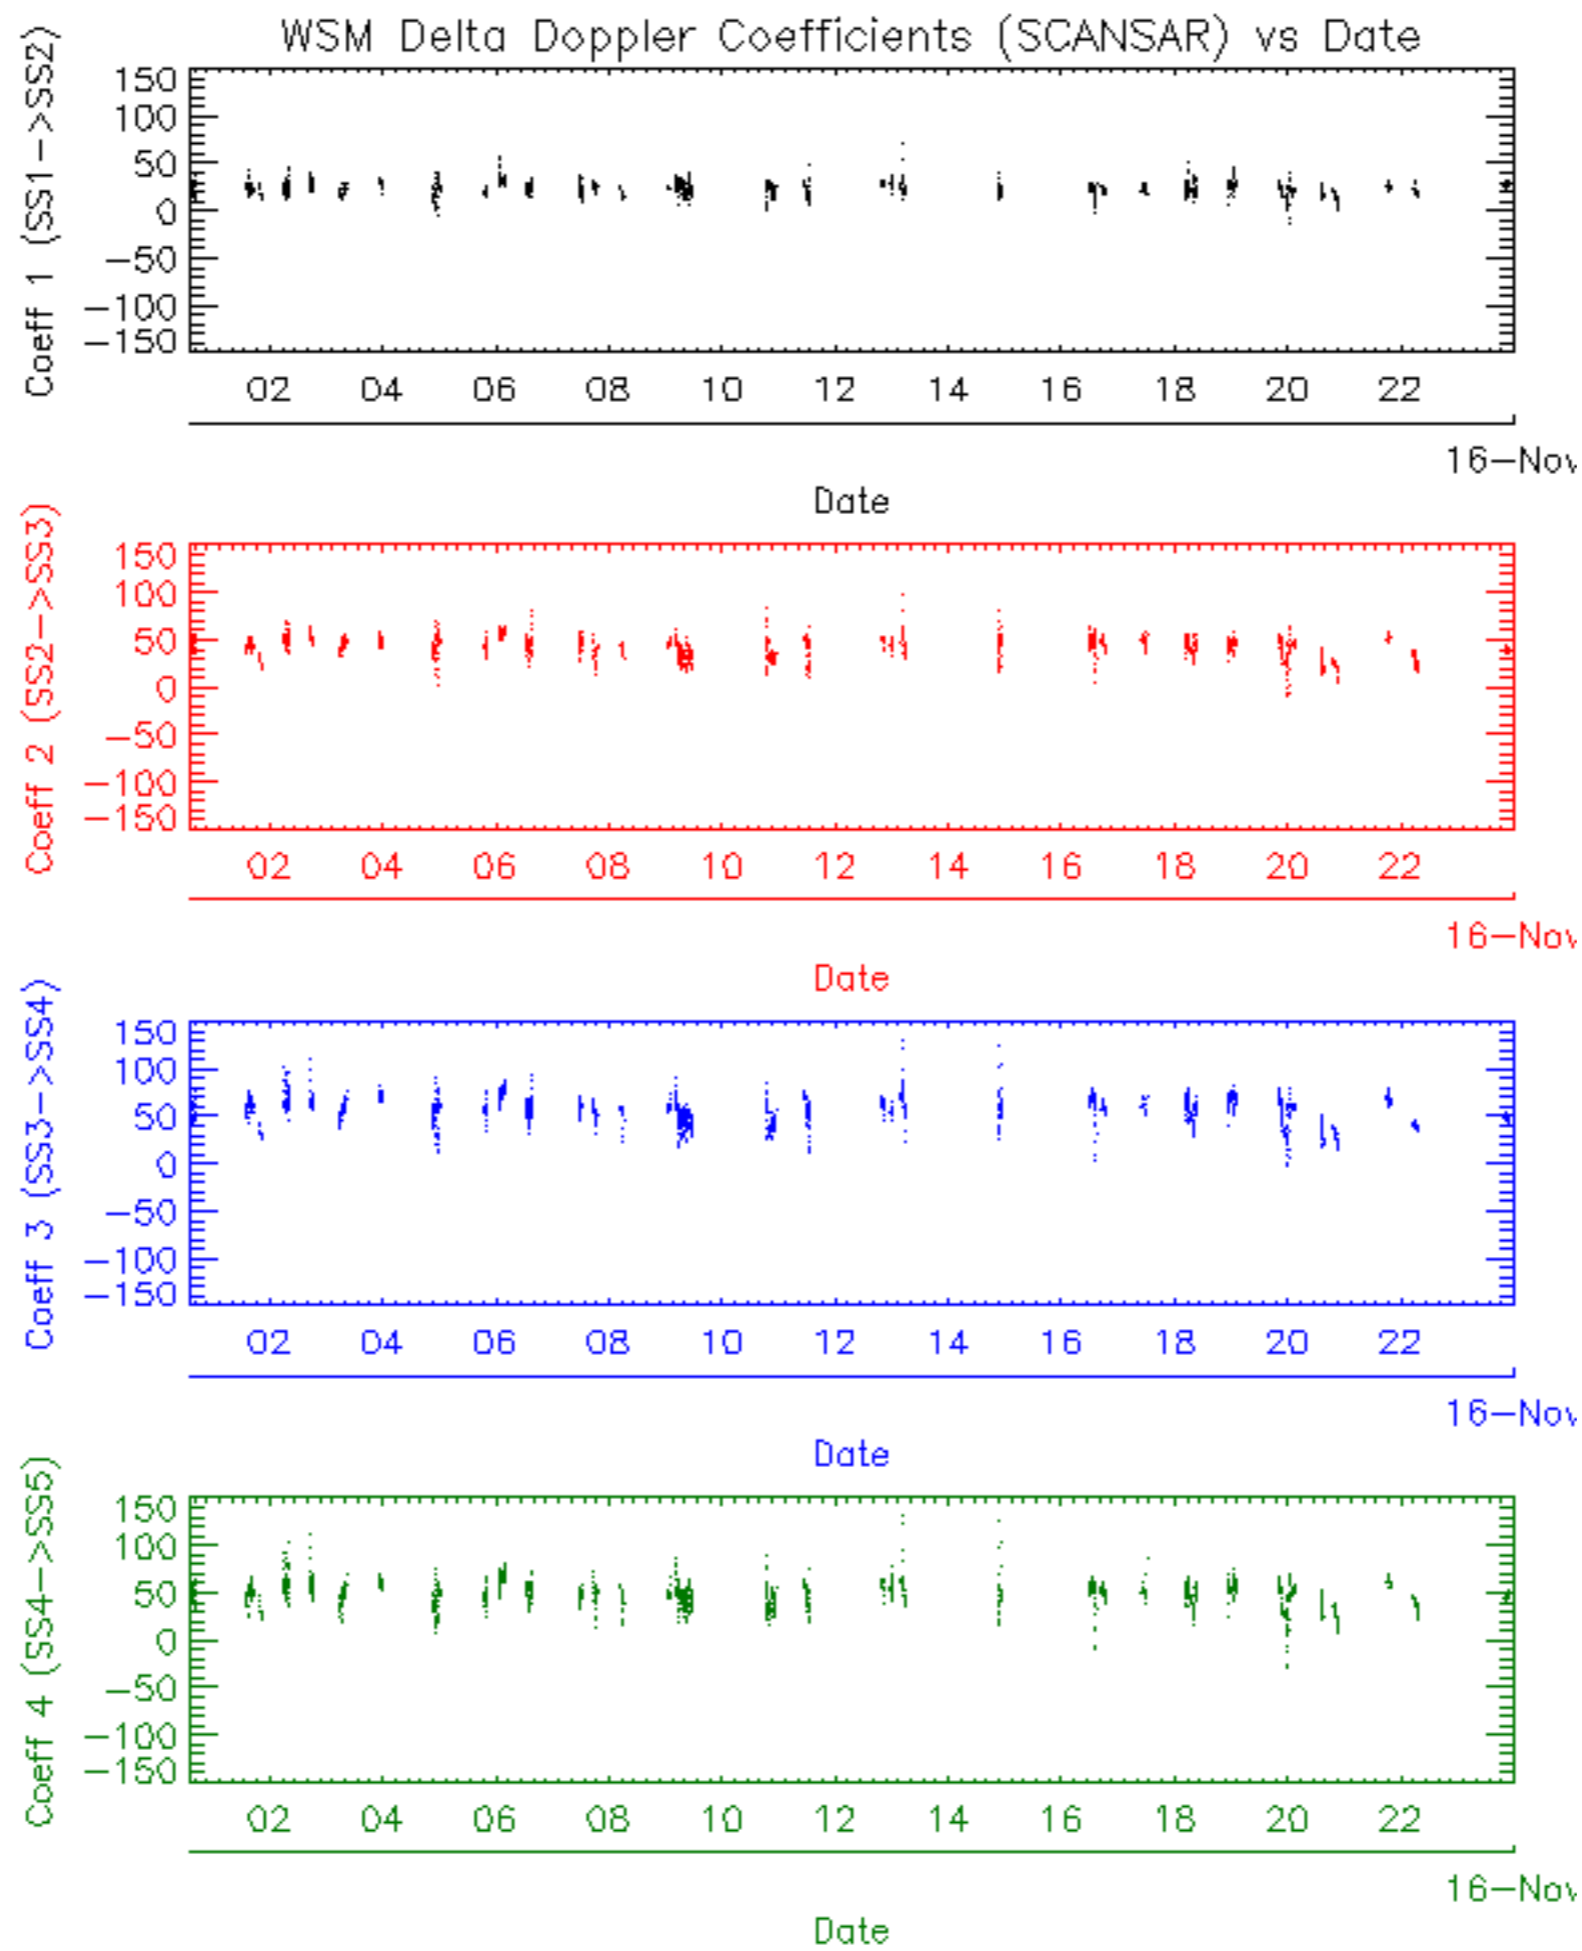 WSM Delta Doppler Coefficients (SCANSAR) vs Date
Coeff 1 (SS1->SS2)
150
100
50
0
-50
-100
-150
02 04 06 08 10 12 14 16 18 20 22
16-Nov
Date
Coeff 2 (SS2->SS3)
150
100
50
0
-50
-100
-150
02 04 06 08 10 12 14 16 18 20 22
16-Nov
Date
Coeff 3 (SS3->SS4)
150
100
50
0
-50
-100
-150
02 04 06 08 10 12 14 16 18 20 22
16-Nov
Date
Coeff 4 (SS4->SS5)
150
100
50
0
-50
-100
-150
02 04 06 08 10 12 14 16 18 20 22
16-Nov
Date